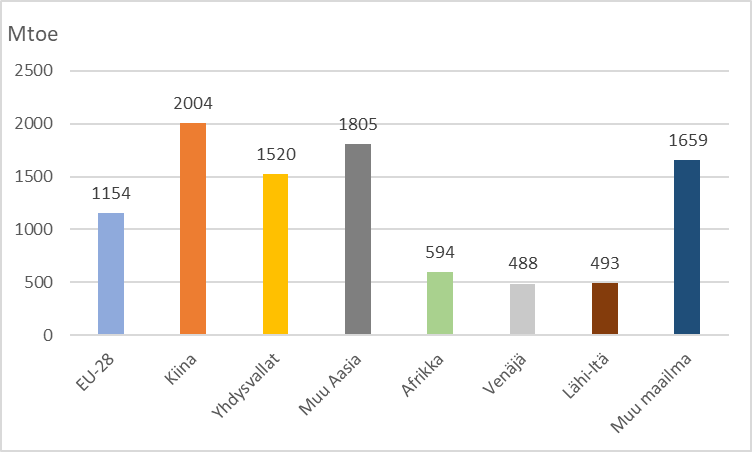 Mtoe
2500
2000
1500
1000
500
0
1154
2004
1520
1805
594
488
493
1659
EU-28
Kiina
Yhdysvallat
Muu Aasia
Afrikka
Venäjä
Lähi-Itä
Muu maailma